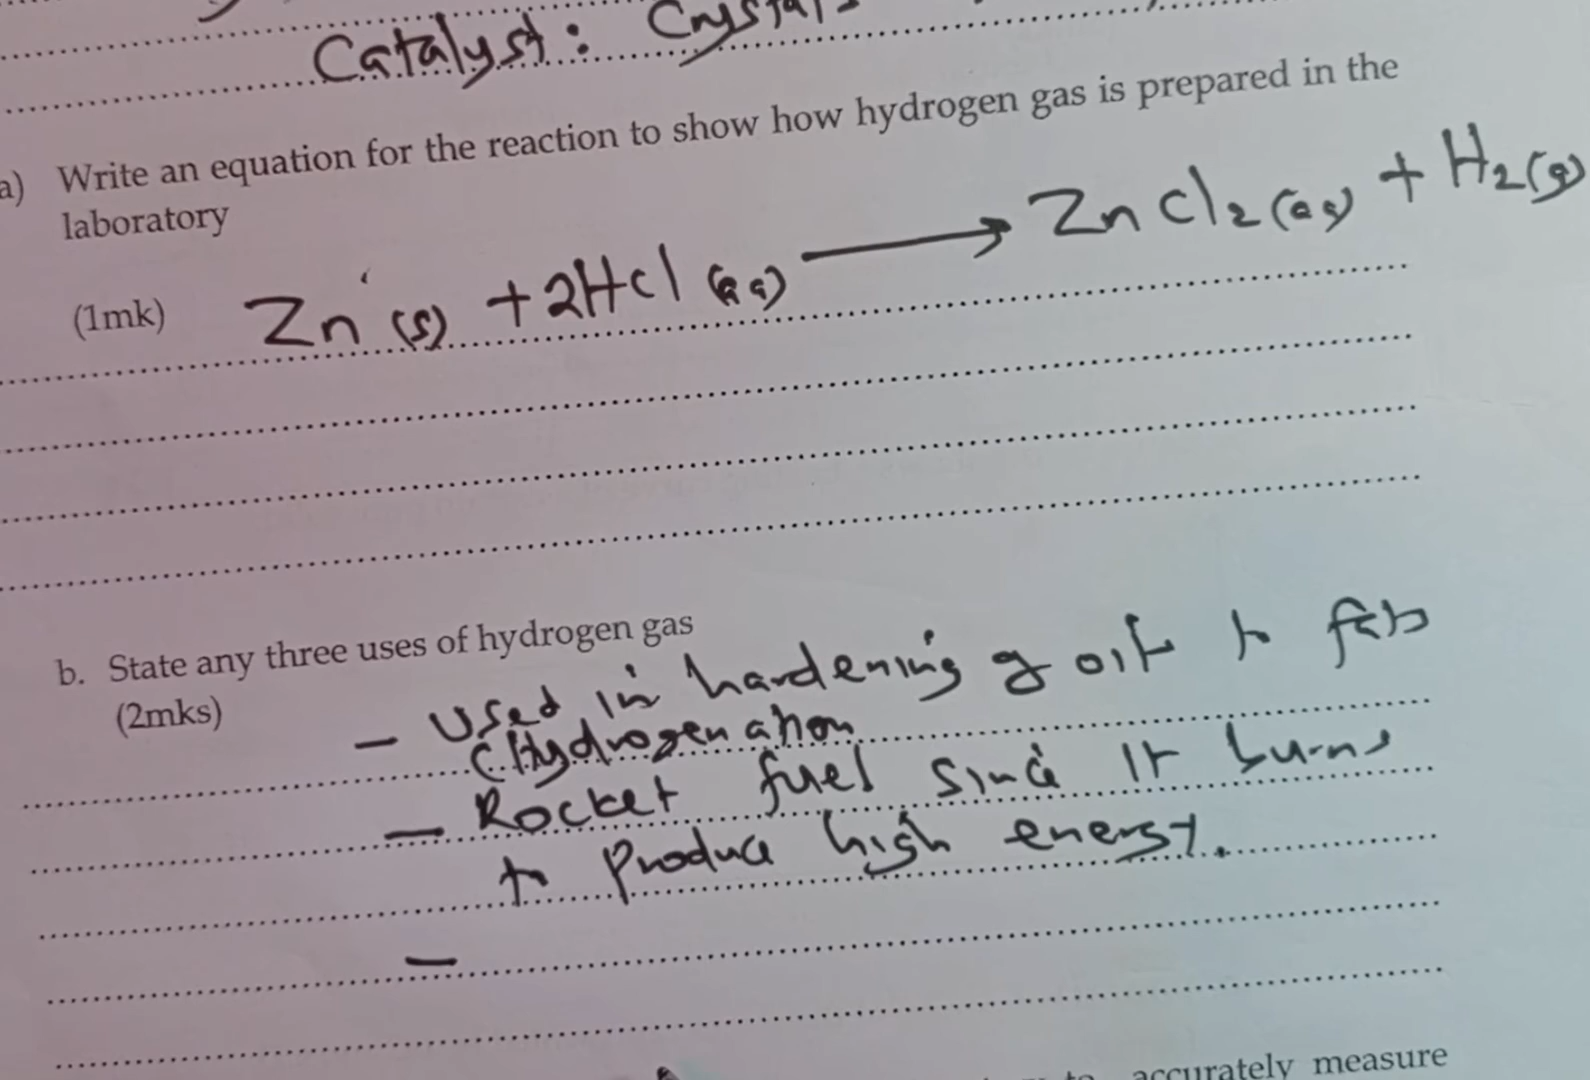 Catalyst: Crystal
a) Write an equation for the reaction to show how hydrogen gas is prepared in the
laboratory
(1mk) Zn (s) + 2HCl (aq) → ZnCl2 (aq) + H2(g)
b. State any three uses of hydrogen gas
(2mks)
– Used in hardening of oil to fats
(Hydrogenation
– Rocket fuel since it burns
to produce high energy.
–
accurately measure